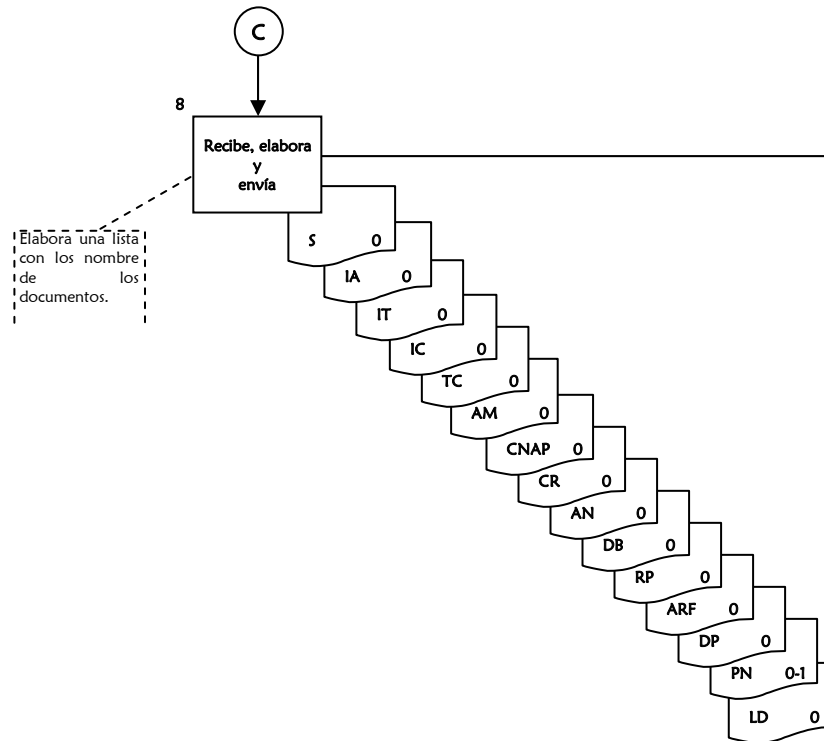 C
8
Recibe, elabora
y
envía
Elabora una lista
con los nombre
de los
documentos.
S 0
IA 0
IT 0
IC 0
TC 0
AM 0
CNAP 0
CR 0
AN 0
DB 0
RP 0
ARF 0
DP 0
PN 0-1
LD 0